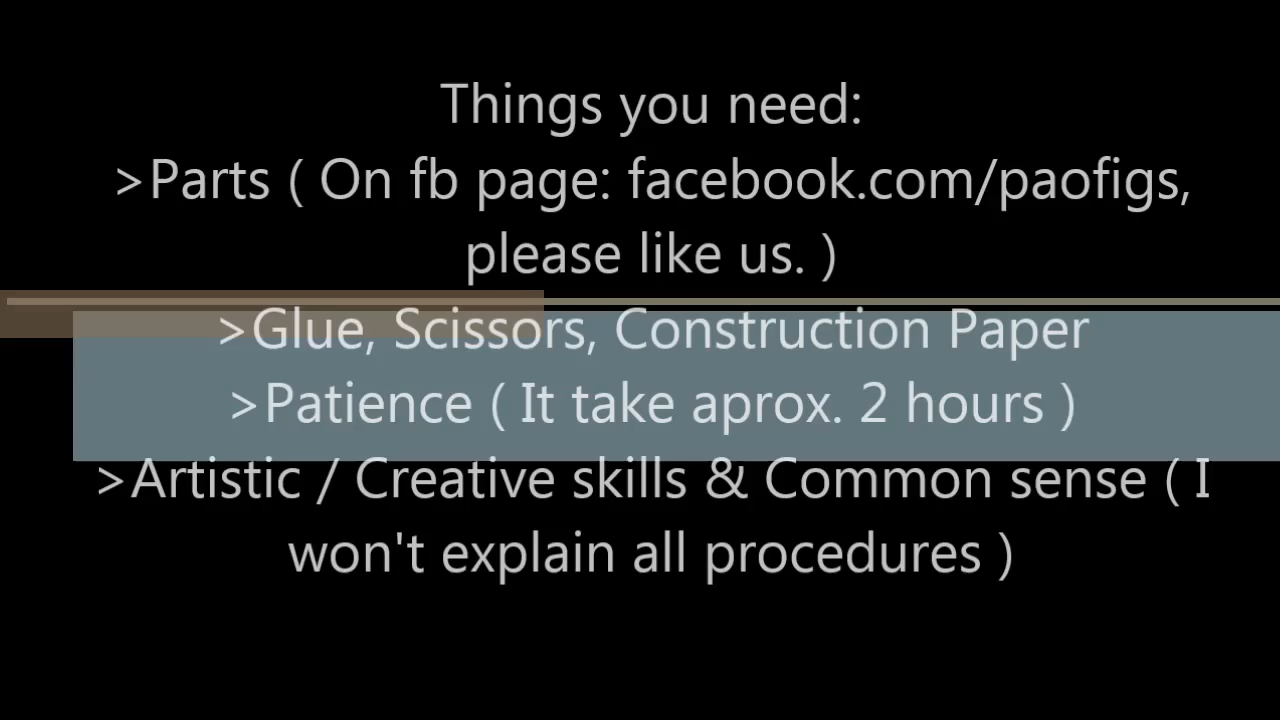 Things you need:
>Parts ( On fb page: facebook.com/paofigs,
please like us. )
>Glue, Scissors, Construction Paper
>Patience ( It take aprox. 2 hours )
>Artistic / Creative skills & Common sense ( I
won't explain all procedures )